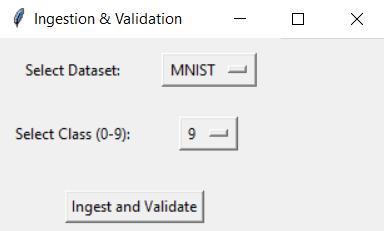 Ingestion & Validation
Select Dataset: MNIST
Select Class (0-9): 9
Ingest and Validate